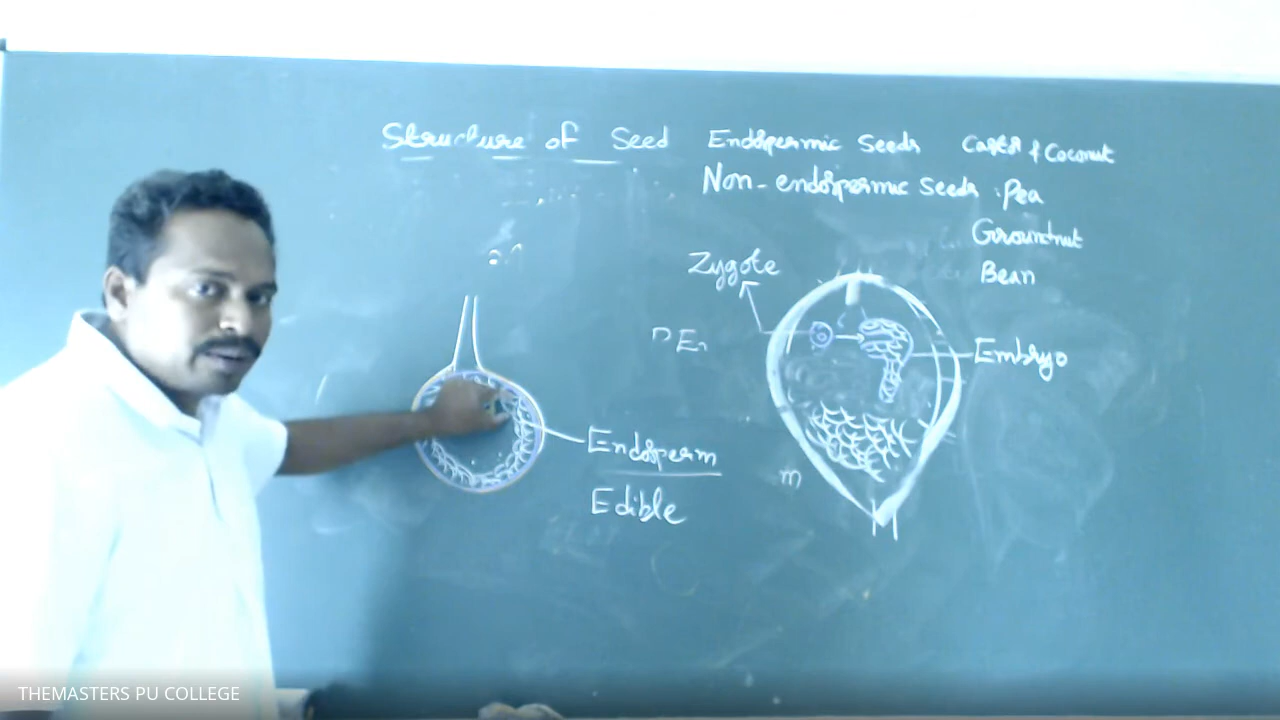 Structure of Seed Endospermic Seeds Castor & Coconut
Non-endospermic Seeds : Pea
Groundnut
Bean
Zygote
En
Embryo
Endosperm
Edible
m
THEMASTERS PU COLLEGE